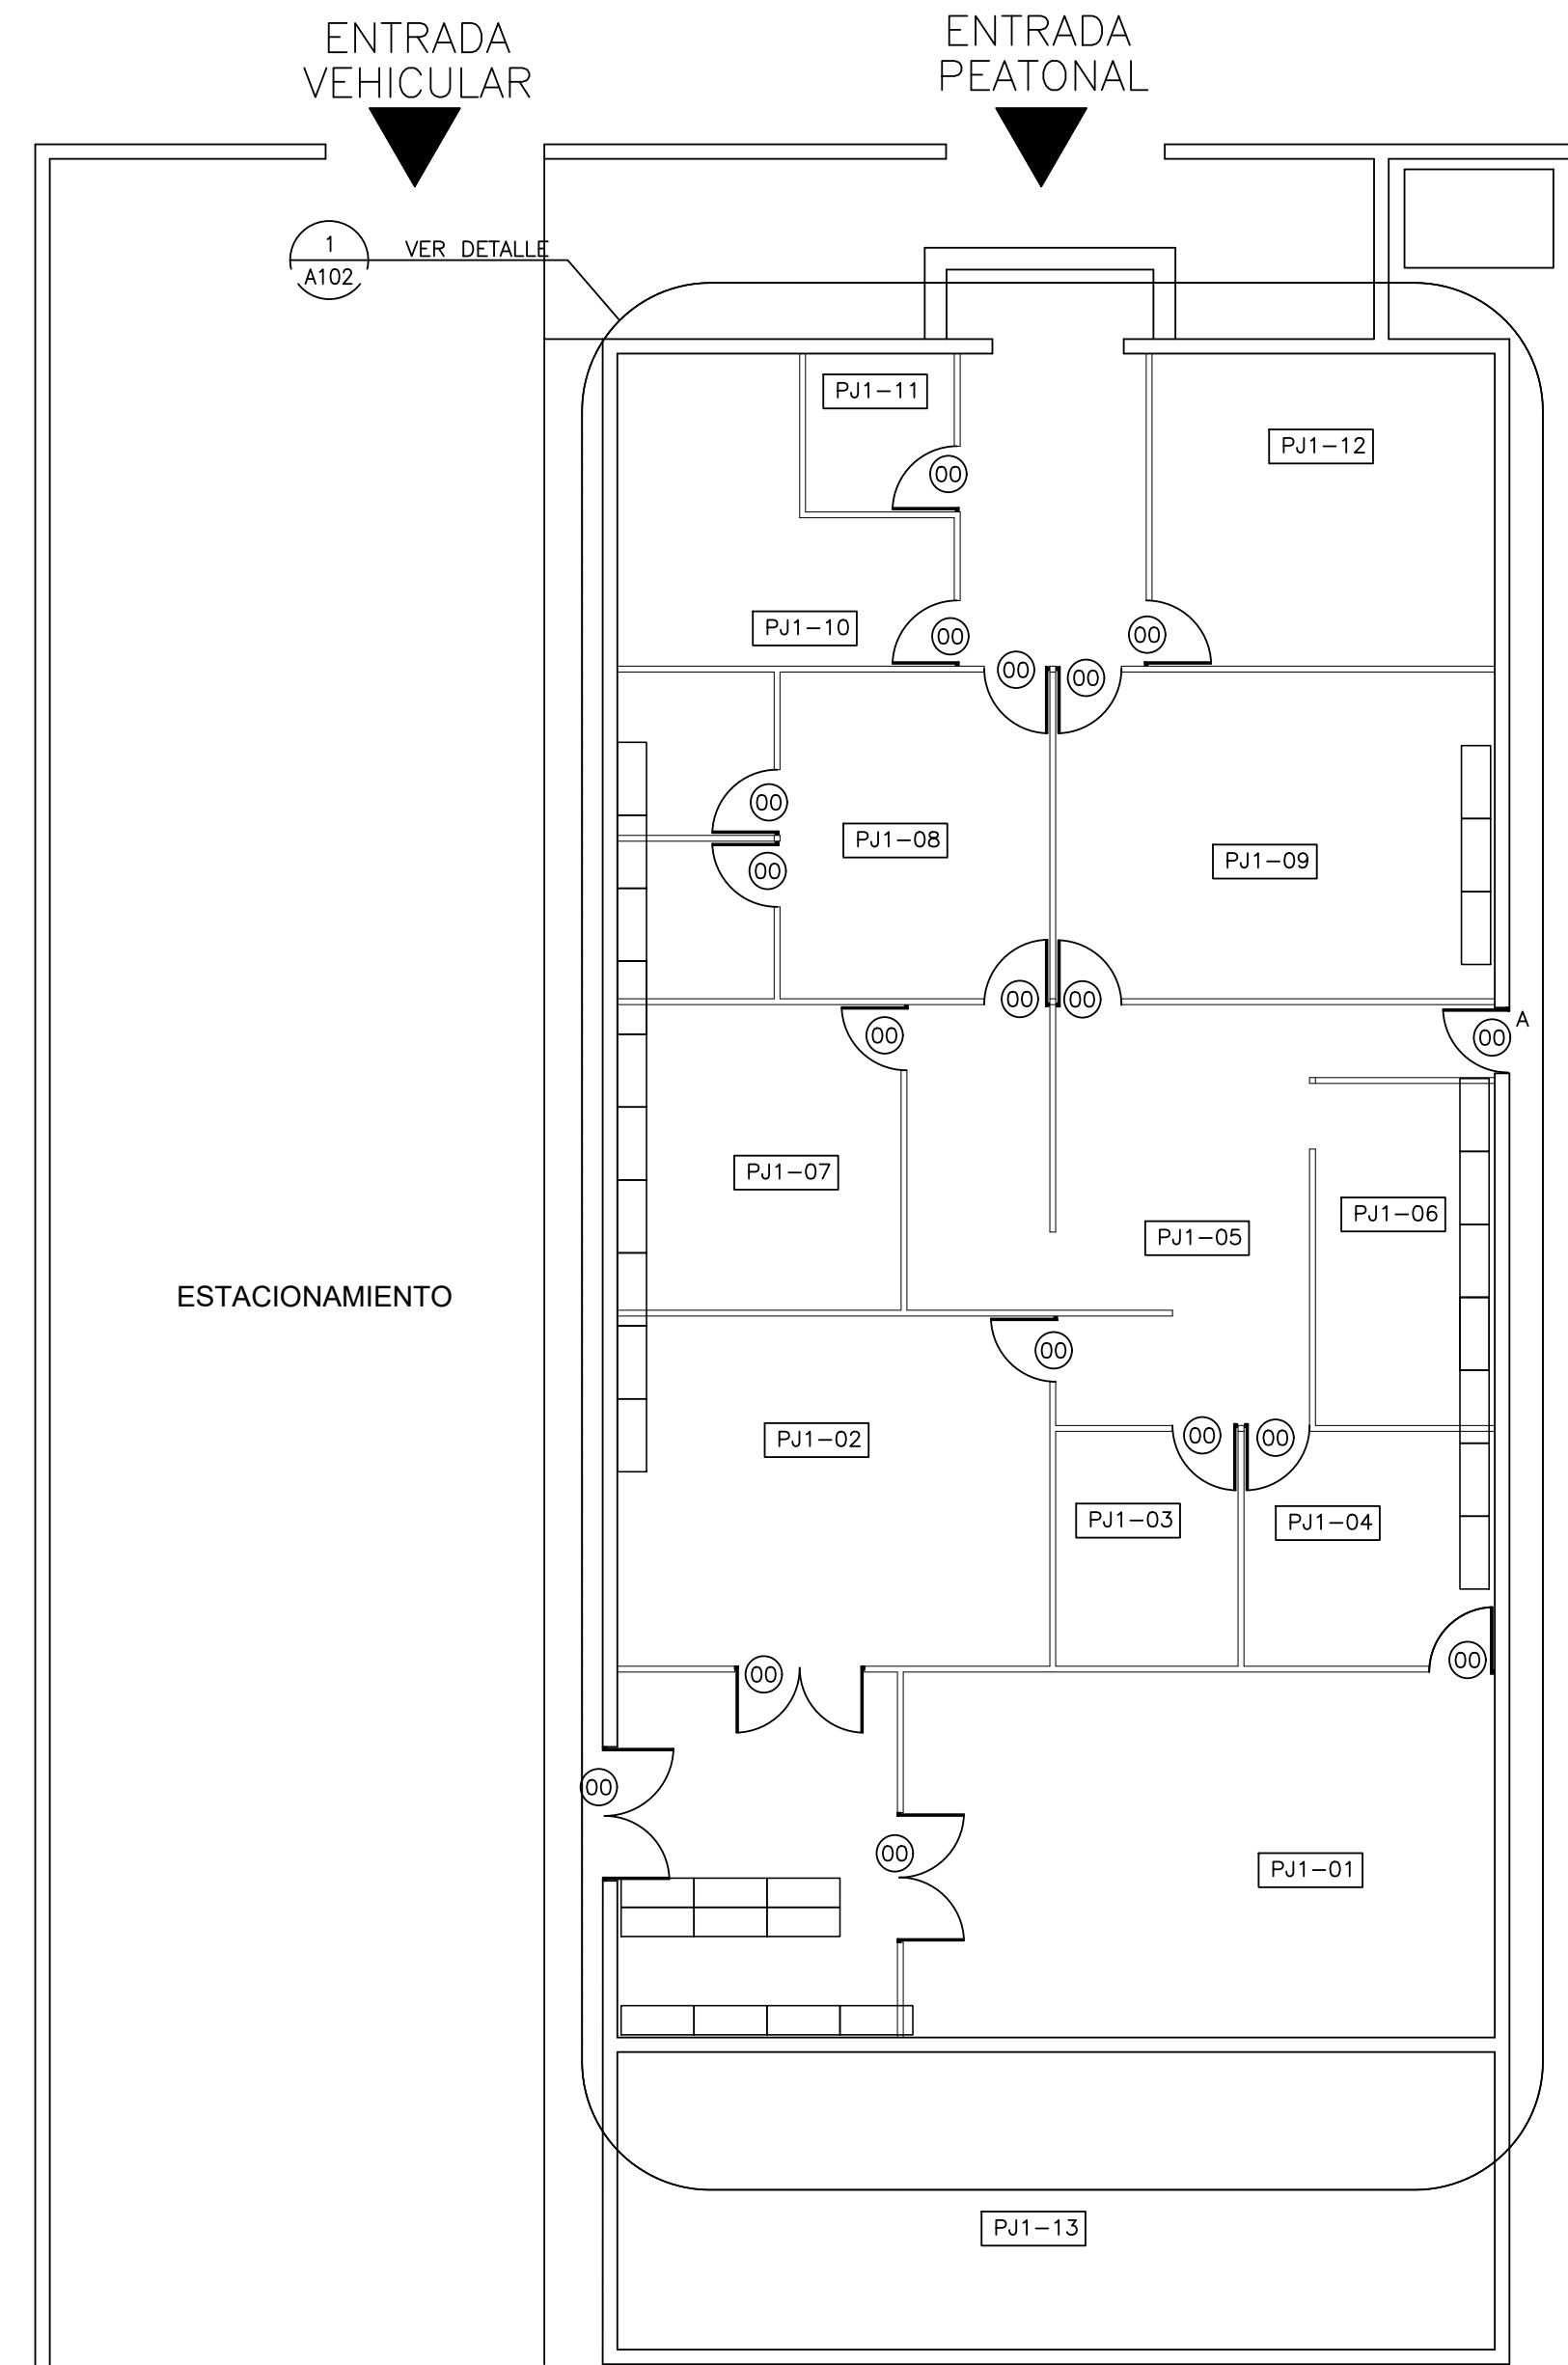 ENTRADA
VEHICULAR
ENTRADA
PEATONAL
1
A102
VER DETALLE
PJ1-11
PJ1-12
00
PJ1-10
00
00
00
00
00
PJ1-08
PJ1-09
00
00
00
00
00
A
PJ1-07
PJ1-06
PJ1-05
ESTACIONAMIENTO
00
PJ1-02
00
00
PJ1-03
PJ1-04
00
00
00
00
PJ1-01
PJ1-13